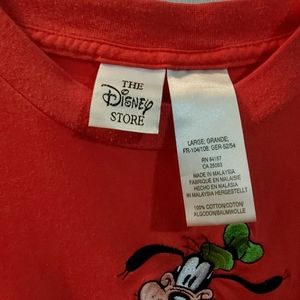 THE
Disney
STORE
LARGE; GRANDE;
FR-104/108; GER-52/54
RN 64157
CA 25093
MADE IN MALAYSIA
FABRIQUE EN MALAISIE
HECHO EN MALASIA
IN MALAYSIA HERGESTELLT
100% COTTON/COTON/
ALGODON/BAUMWOLLE